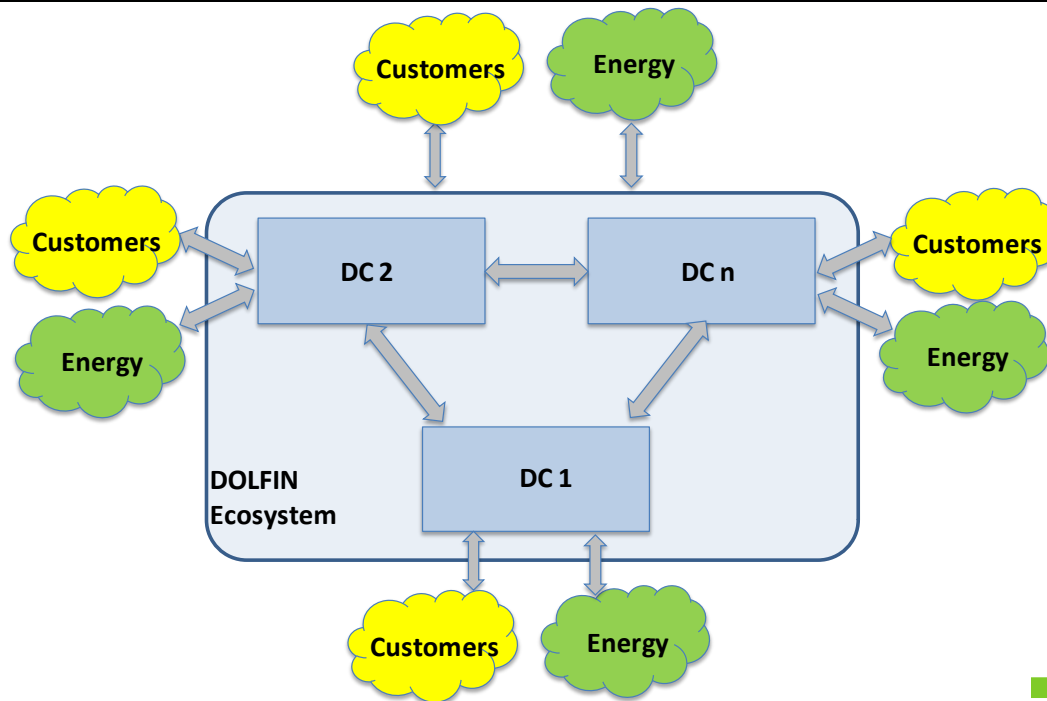 Customers
Energy
Customers
Energy
DC 2
DC n
Customers
Energy
DC 1
DOLFIN
Ecosystem
Customers
Energy